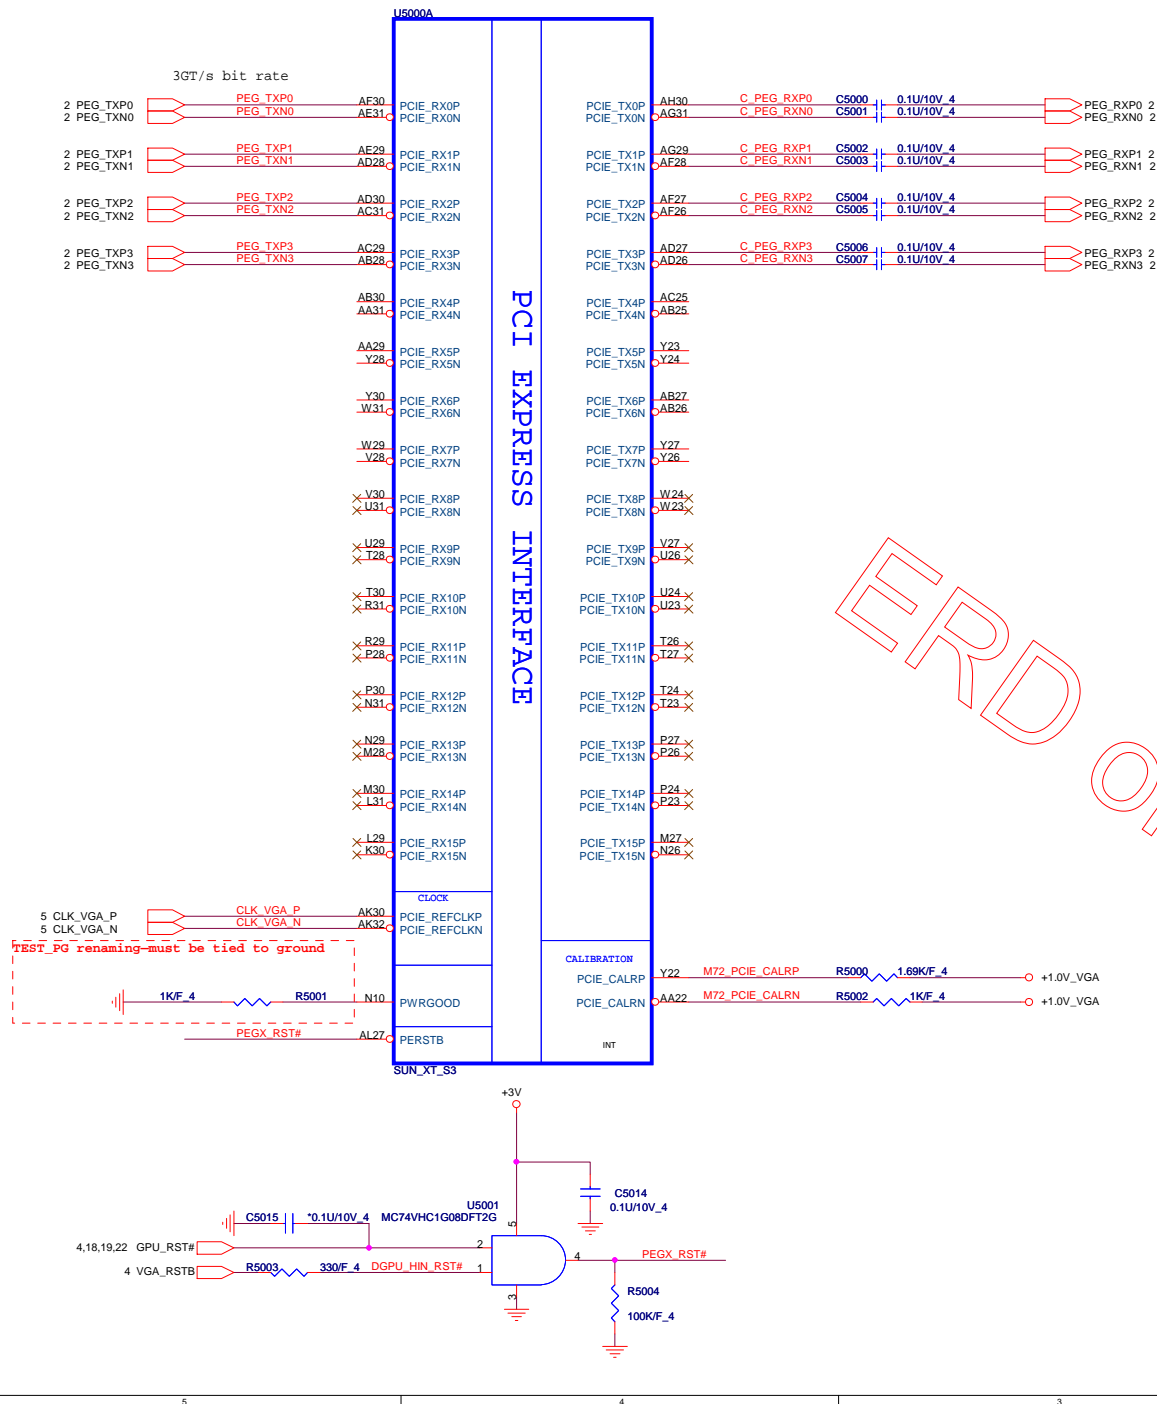 U5000A
3GT/s bit rate
2 PEG_TXP0 PEG_TXP0 AF30 PCIE_RX0P PCIE_TX0P AH30 C_PEG_RXP0 C5000 0.1U/10V_4 PEG_RXP0 2
2 PEG_TXN0 PEG_TXN0 AE31 PCIE_RX0N PCIE_TX0N AG31 C_PEG_RXN0 C5001 0.1U/10V_4 PEG_RXN0 2
2 PEG_TXP1 PEG_TXP1 AE29 PCIE_RX1P PCIE_TX1P AG29 C_PEG_RXP1 C5002 0.1U/10V_4 PEG_RXP1 2
2 PEG_TXN1 PEG_TXN1 AD28 PCIE_RX1N PCIE_TX1N AF28 C_PEG_RXN1 C5003 0.1U/10V_4 PEG_RXN1 2
2 PEG_TXP2 PEG_TXP2 AD30 PCIE_RX2P PCIE_TX2P AF27 C_PEG_RXP2 C5004 0.1U/10V_4 PEG_RXP2 2
2 PEG_TXN2 PEG_TXN2 AC31 PCIE_RX2N PCIE_TX2N AF26 C_PEG_RXN2 C5005 0.1U/10V_4 PEG_RXN2 2
2 PEG_TXP3 PEG_TXP3 AC29 PCIE_RX3P PCIE_TX3P AD27 C_PEG_RXP3 C5006 0.1U/10V_4 PEG_RXP3 2
2 PEG_TXN3 PEG_TXN3 AB28 PCIE_RX3N PCIE_TX3N AD26 C_PEG_RXN3 C5007 0.1U/10V_4 PEG_RXN3 2
AB30 PCIE_RX4P PCIE_TX4P AC25
AA31 PCIE_RX4N PCIE_TX4N AB25
AA29 PCIE_RX5P PCIE_TX5P Y23
Y28 PCIE_RX5N PCIE_TX5N Y24
Y30 PCIE_RX6P PCIE_TX6P AB27
W31 PCIE_RX6N PCIE_TX6N AB26
W29 PCIE_RX7P PCIE_TX7P Y27
V28 PCIE_RX7N PCIE_TX7N Y26
V30 PCIE_RX8P PCIE_TX8P W24
U31 PCIE_RX8N PCIE_TX8N W23
U29 PCIE_RX9P PCIE_TX9P V27
T28 PCIE_RX9N PCIE_TX9N U26
T30 PCIE_RX10P PCIE_TX10P U24
R31 PCIE_RX10N PCIE_TX10N U23
R29 PCIE_RX11P PCIE_TX11P T26
P28 PCIE_RX11N PCIE_TX11N T27
P30 PCIE_RX12P PCIE_TX12P T24
N31 PCIE_RX12N PCIE_TX12N T23
N29 PCIE_RX13P PCIE_TX13P P27
M28 PCIE_RX13N PCIE_TX13N P26
M30 PCIE_RX14P PCIE_TX14P P24
L31 PCIE_RX14N PCIE_TX14N P23
L29 PCIE_RX15P PCIE_TX15P M27
K30 PCIE_RX15N PCIE_TX15N N26
PCI EXPRESS INTERFACE
ERD
CLOCK
5 CLK_VGA_P CLK_VGA_P AK30 PCIE_REFCLKP
5 CLK_VGA_N CLK_VGA_N AK32 PCIE_REFCLKN
TEST_PG renaming—must be tied to ground
CALIBRATION
PCIE_CALRP Y22 M72_PCIE_CALRP R5000 1.69K/F_4 +1.0V_VGA
1K/F_4 R5001 N10 PWRGOOD PCIE_CALRN AA22 M72_PCIE_CALRN R5002 1K/F_4 +1.0V_VGA
PEGX_RST# AL27 PERSTB
INT
SUN_XT_S3
+3V
C5014
0.1U/10V_4
U5001
C5015 *0.1U/10V_4 MC74VHC1G08DFT2G
5
4,18,19,22 GPU_RST# 2
4 PEGX_RST#
4 VGA_RSTB R5003 330/F_4 DGPU_HIN_RST# 1
3
R5004
100K/F_4
5 4 3